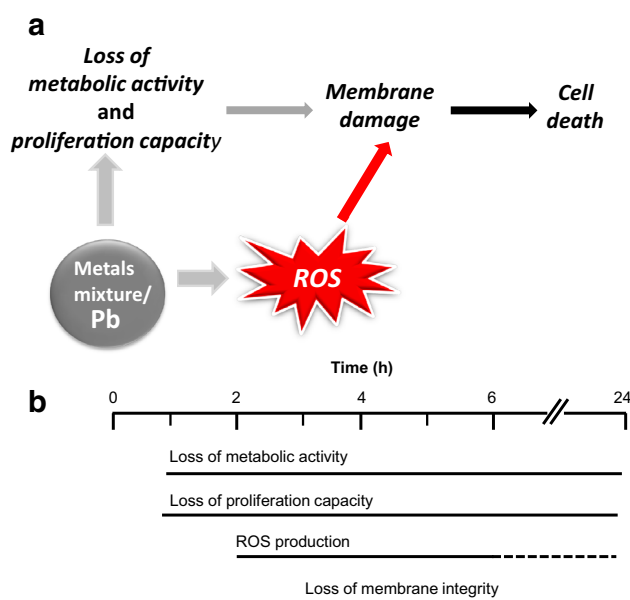 a
Loss of
metabolic activity
and
proliferation capacity
Membrane
damage
Cell
death
Metals
mixture/
Pb
ROS
Time (h)
b
0 2 4 6 24
Loss of metabolic activity
Loss of proliferation capacity
ROS production
Loss of membrane integrity